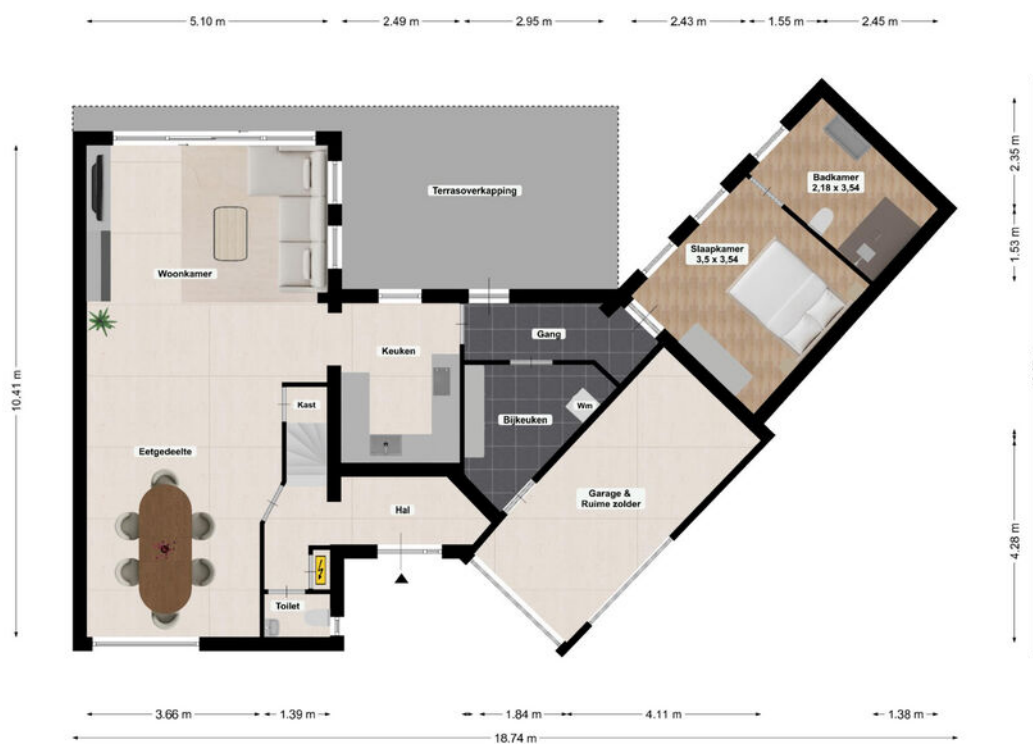 5.10 m
2.49 m
2.95 m
2.43 m
1.55 m
2.45 m
2.35 m
1.53 m
4.28 m
10.41 m
Badkamer
2,18 x 3,54
Terrasoverkapping
Slaapkamer
3,5 x 3,54
Woonkamer
Gang
Keuken
Kast
Wm
Bijkeuken
Eetgedeelte
Garage &
Ruime zolder
Hal
Toilet
3.66 m
1.39 m
1.84 m
4.11 m
1.38 m
18.74 m